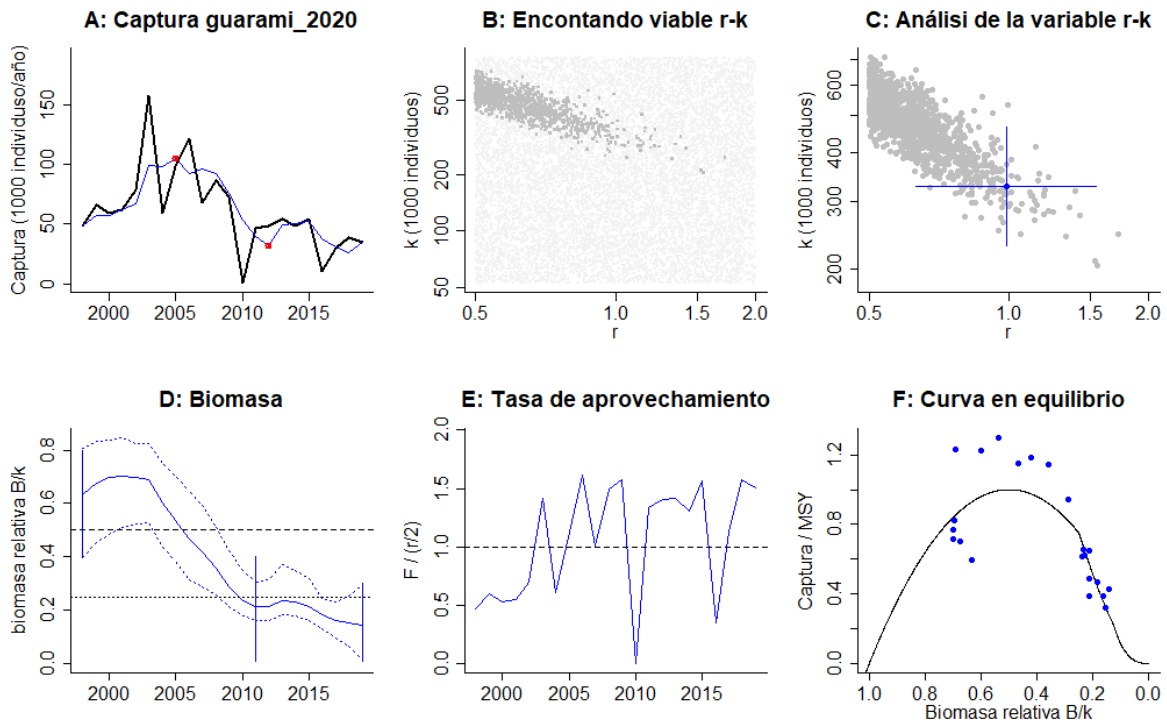 A: Captura guarami_2020
B: Encontando viable r-k
C: Análisi de la variable r-k
Captura (1000 individuso/año)
0 50 100 150
2000 2005 2010 2015
k (1000 individuos)
50 100 200 500
0.5 1.0 2.0
r
k (1000 individuos)
200 300 400 600
0.5 1.0 1.5 2.0
r
D: Biomasa
E: Tasa de aprovechamiento
F: Curva en equilibrio
biomasa relativa B/k
0.0 0.2 0.4 0.6 0.8
2000 2005 2010 2015
F / (r/2)
0.0 0.5 1.0 1.5 2.0
2000 2005 2010 2015
Captura / MSY
0.0 0.4 0.8 1.2
1.0 0.8 0.6 0.4 0.2 0.0
Biomasa relativa B/k